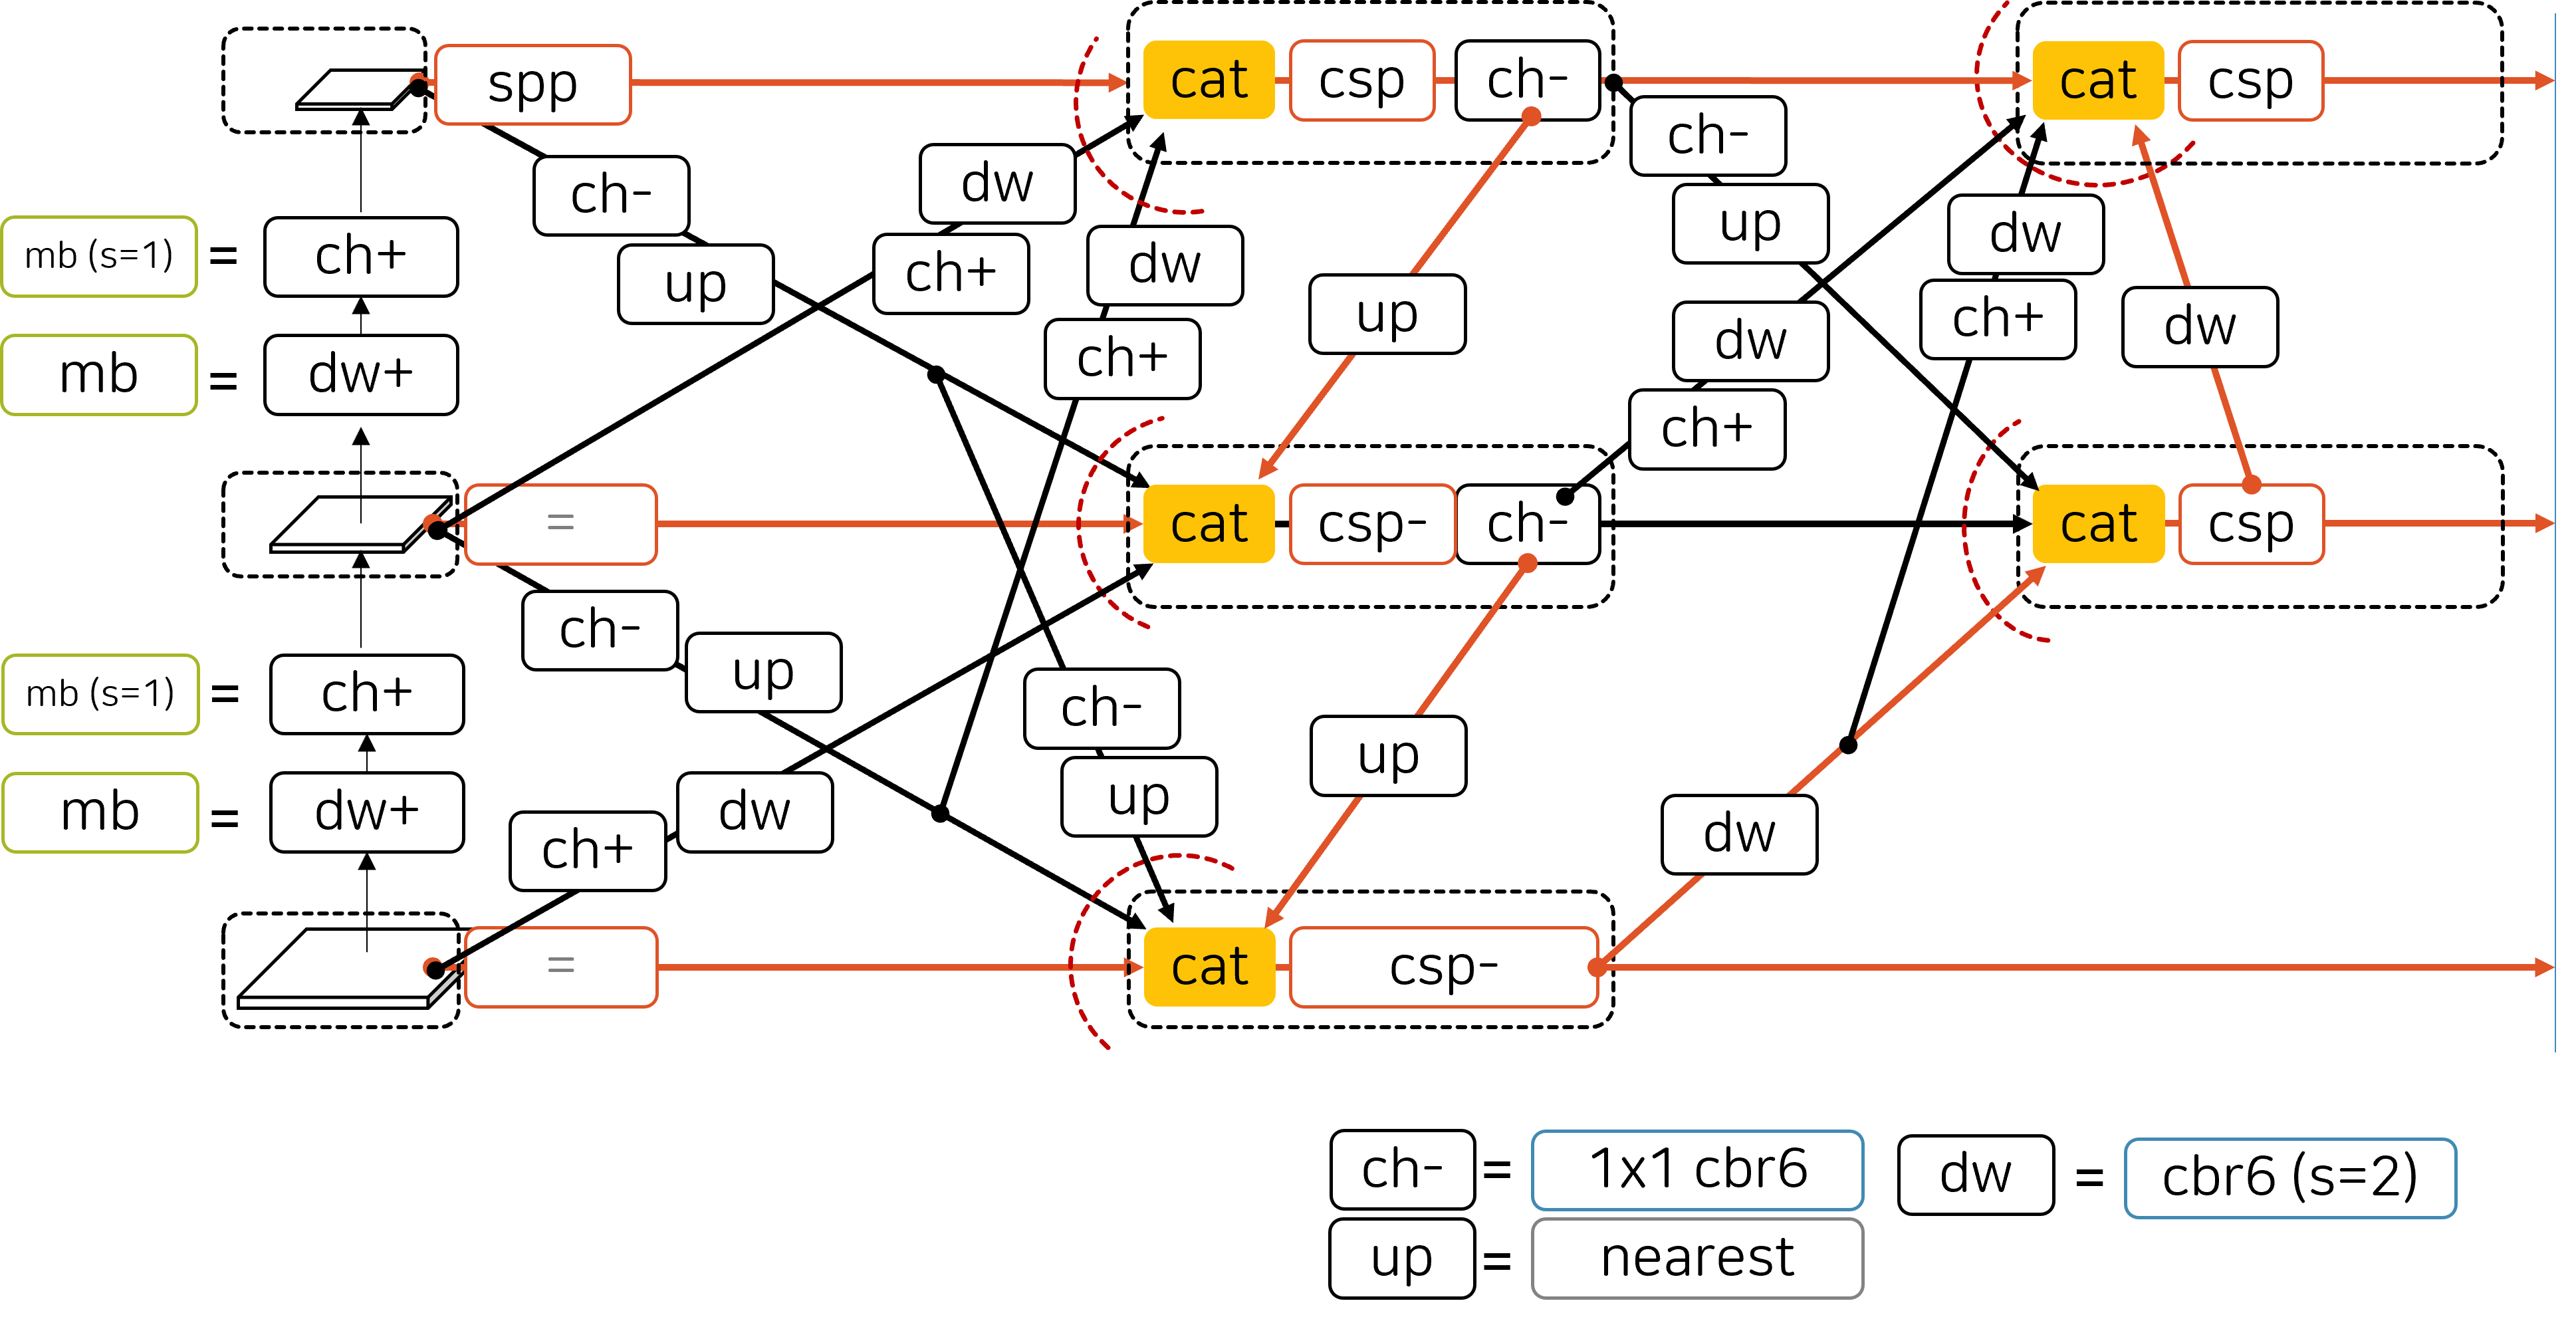 spp
cat
csp
ch-
cat
csp
ch-
up
dw
ch+
dw
ch+
up
ch-
up
dw
ch+
dw
ch+
dw
mb (s=1)
=
ch+
mb
=
dw+
=
cat
csp-
ch-
cat
csp
ch-
up
ch-
up
up
dw
mb (s=1)
=
ch+
mb
=
dw+
ch+
dw
=
cat
csp-
ch-
=
1x1 cbr6
dw
=
cbr6 (s=2)
up
=
nearest